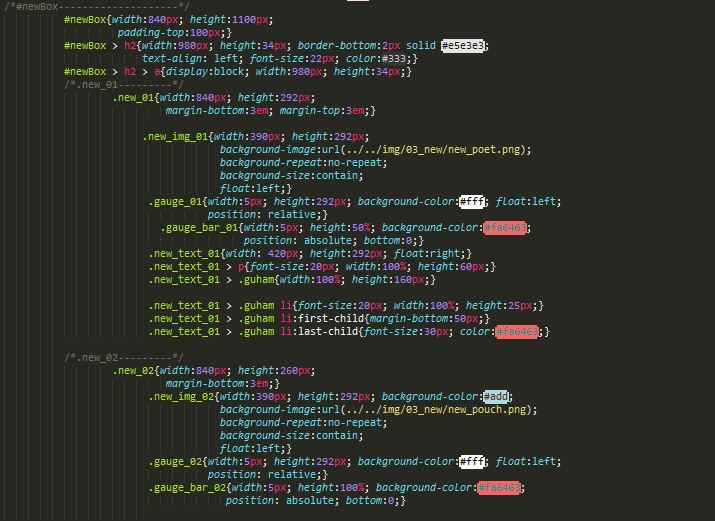 /*#newBox--------------------*/
#newBox{width:840px; height:1100px;
padding-top:100px;}
#newBox > h2{width:980px; height:34px; border-bottom:2px solid #e5e3e3;
text-align: left; font-size:22px; color:#333;}
#newBox > h2 > a{display:block; width:980px; height:34px;}
/*.new_01---------*/
.new_01{width:840px; height:292px;
margin-bottom:3em; margin-top:3em;}
.new_img_01{width:390px; height:292px;
background-image:url(../../img/03_new/new_poet.png);
background-repeat:no-repeat;
background-size:contain;
float:left;}
.gauge_01{width:5px; height:292px; background-color:#fff; float:left;
position: relative;}
.gauge_bar_01{width:5px; height:50%; background-color:#fa6463;
position: absolute; bottom:0;}
.new_text_01{width: 420px; height:292px; float:right;}
.new_text_01 > p{font-size:20px; width:100%; height:60px;}
.new_text_01 > .guham{width:100%; height:160px;}
.new_text_01 > .guham li{font-size:20px; width:100%; height:25px;}
.new_text_01 > .guham li:first-child{margin-bottom:50px;}
.new_text_01 > .guham li:last-child{font-size:30px; color:#fa6463;}
/*.new_02---------*/
.new_02{width:840px; height:260px;
margin-bottom:3em;}
.new_img_02{width:390px; height:292px; background-color:#add;
background-image:url(../../img/03_new/new_pouch.png);
background-repeat:no-repeat;
background-size:contain;
float:left;}
.gauge_02{width:5px; height:292px; background-color:#fff; float:left;
position: relative;}
.gauge_bar_02{width:5px; height:100%; background-color:#fa6463;
position: absolute; bottom:0;}